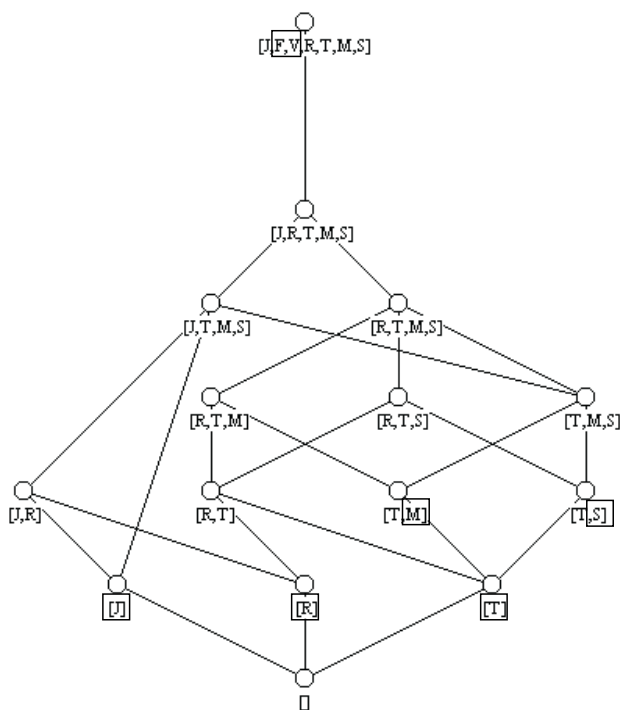 [J,F,V,R,T,M,S]
[J,R,T,M,S]
[J,T,M,S] [R,T,M,S]
[R,T,M] [R,T,S] [T,M,S]
[J,R] [R,T] [T,M] [T,S]
[J] [R] [T]
[]